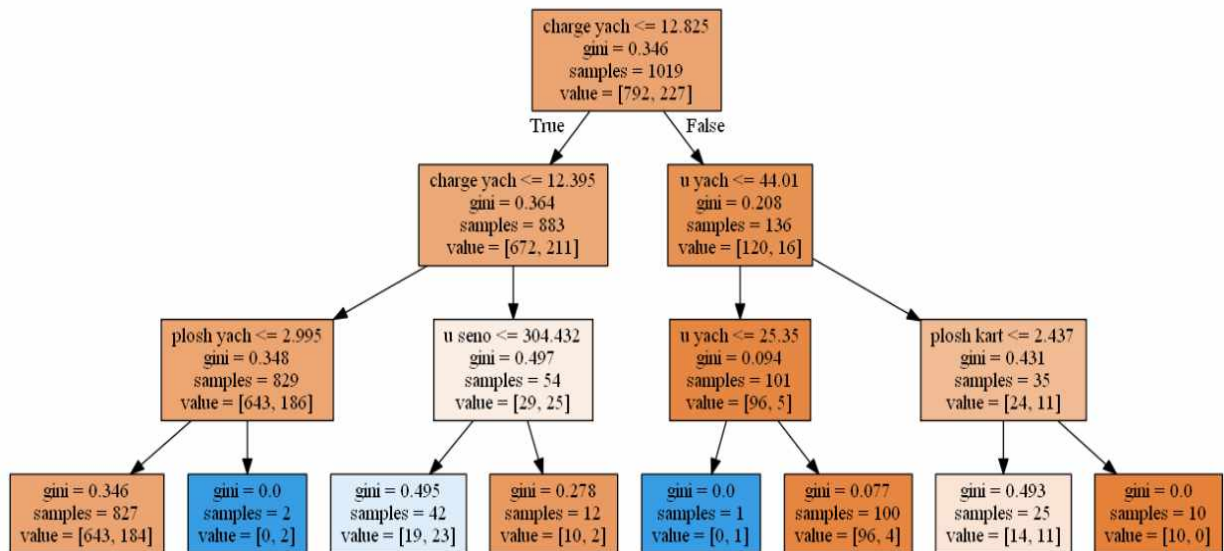 charge yach <= 12.825
gini = 0.346
samples = 1019
value = [792, 227]
True
False
charge yach <= 12.395
gini = 0.364
samples = 883
value = [672, 211]
u yach <= 44.01
gini = 0.208
samples = 136
value = [120, 16]
plosh yach <= 2.995
gini = 0.348
samples = 829
value = [643, 186]
u seno <= 304.432
gini = 0.497
samples = 54
value = [29, 25]
u yach <= 25.35
gini = 0.094
samples = 101
value = [96, 5]
plosh kart <= 2.437
gini = 0.431
samples = 35
value = [24, 11]
gini = 0.346
samples = 827
value = [643, 184]
gini = 0.0
samples = 2
value = [0, 2]
gini = 0.495
samples = 42
value = [19, 23]
gini = 0.278
samples = 12
value = [10, 2]
gini = 0.0
samples = 1
value = [0, 1]
gini = 0.077
samples = 100
value = [96, 4]
gini = 0.493
samples = 25
value = [14, 11]
gini = 0.0
samples = 10
value = [10, 0]